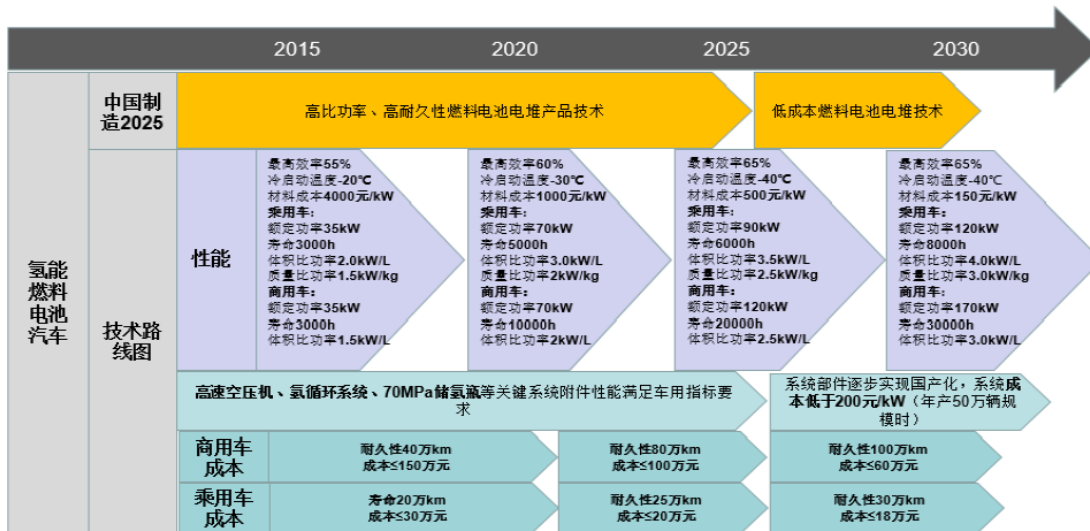 2015
2020
2025
2030
氢能
燃料
电池
汽车
中国制
造2025
高比功率、高耐久性燃料电池电堆产品技术
低成本燃料电池电堆技术
技术路
线图
性能
最高效率55%
冷启动温度-20℃
材料成本4000元/kW
乘用车：
额定功率35kW
寿命3000h
体积比功率2.0kW/L
质量比功率1.5kW/kg
商用车：
额定功率35kW
寿命3000h
体积比功率1.5kW/L
最高效率60%
冷启动温度-30℃
材料成本1000元/kW
乘用车：
额定功率70kW
寿命5000h
体积比功率3.0kW/L
质量比功率2kW/kg
商用车：
额定功率70kW
寿命10000h
体积比功率2kW/L
最高效率65%
冷启动温度-40℃
材料成本500元/kW
乘用车：
额定功率90kW
寿命6000h
体积比功率3.5kW/L
质量比功率2.5kW/kg
商用车：
额定功率120kW
寿命20000h
体积比功率2.5kW/L
最高效率65%
冷启动温度-40℃
材料成本150元/kW
乘用车：
额定功率120kW
寿命8000h
体积比功率4.0kW/L
质量比功率3.0kW/kg
商用车：
额定功率170kW
寿命30000h
体积比功率3.0kW/L
高速空压机、氢循环系统、70MPa储氢瓶等关键系统附件性能满足车用指标要
求
系统部件逐步实现国产化，系统成
本低于200元/kW（年产50万辆规
模时）
商用车
成本
耐久性40万km
成本≤150万元
耐久性80万km
成本≤100万元
耐久性100万km
成本≤60万元
乘用车
成本
寿命20万km
成本≤30万元
耐久性25万km
成本≤20万元
耐久性30万km
成本≤18万元